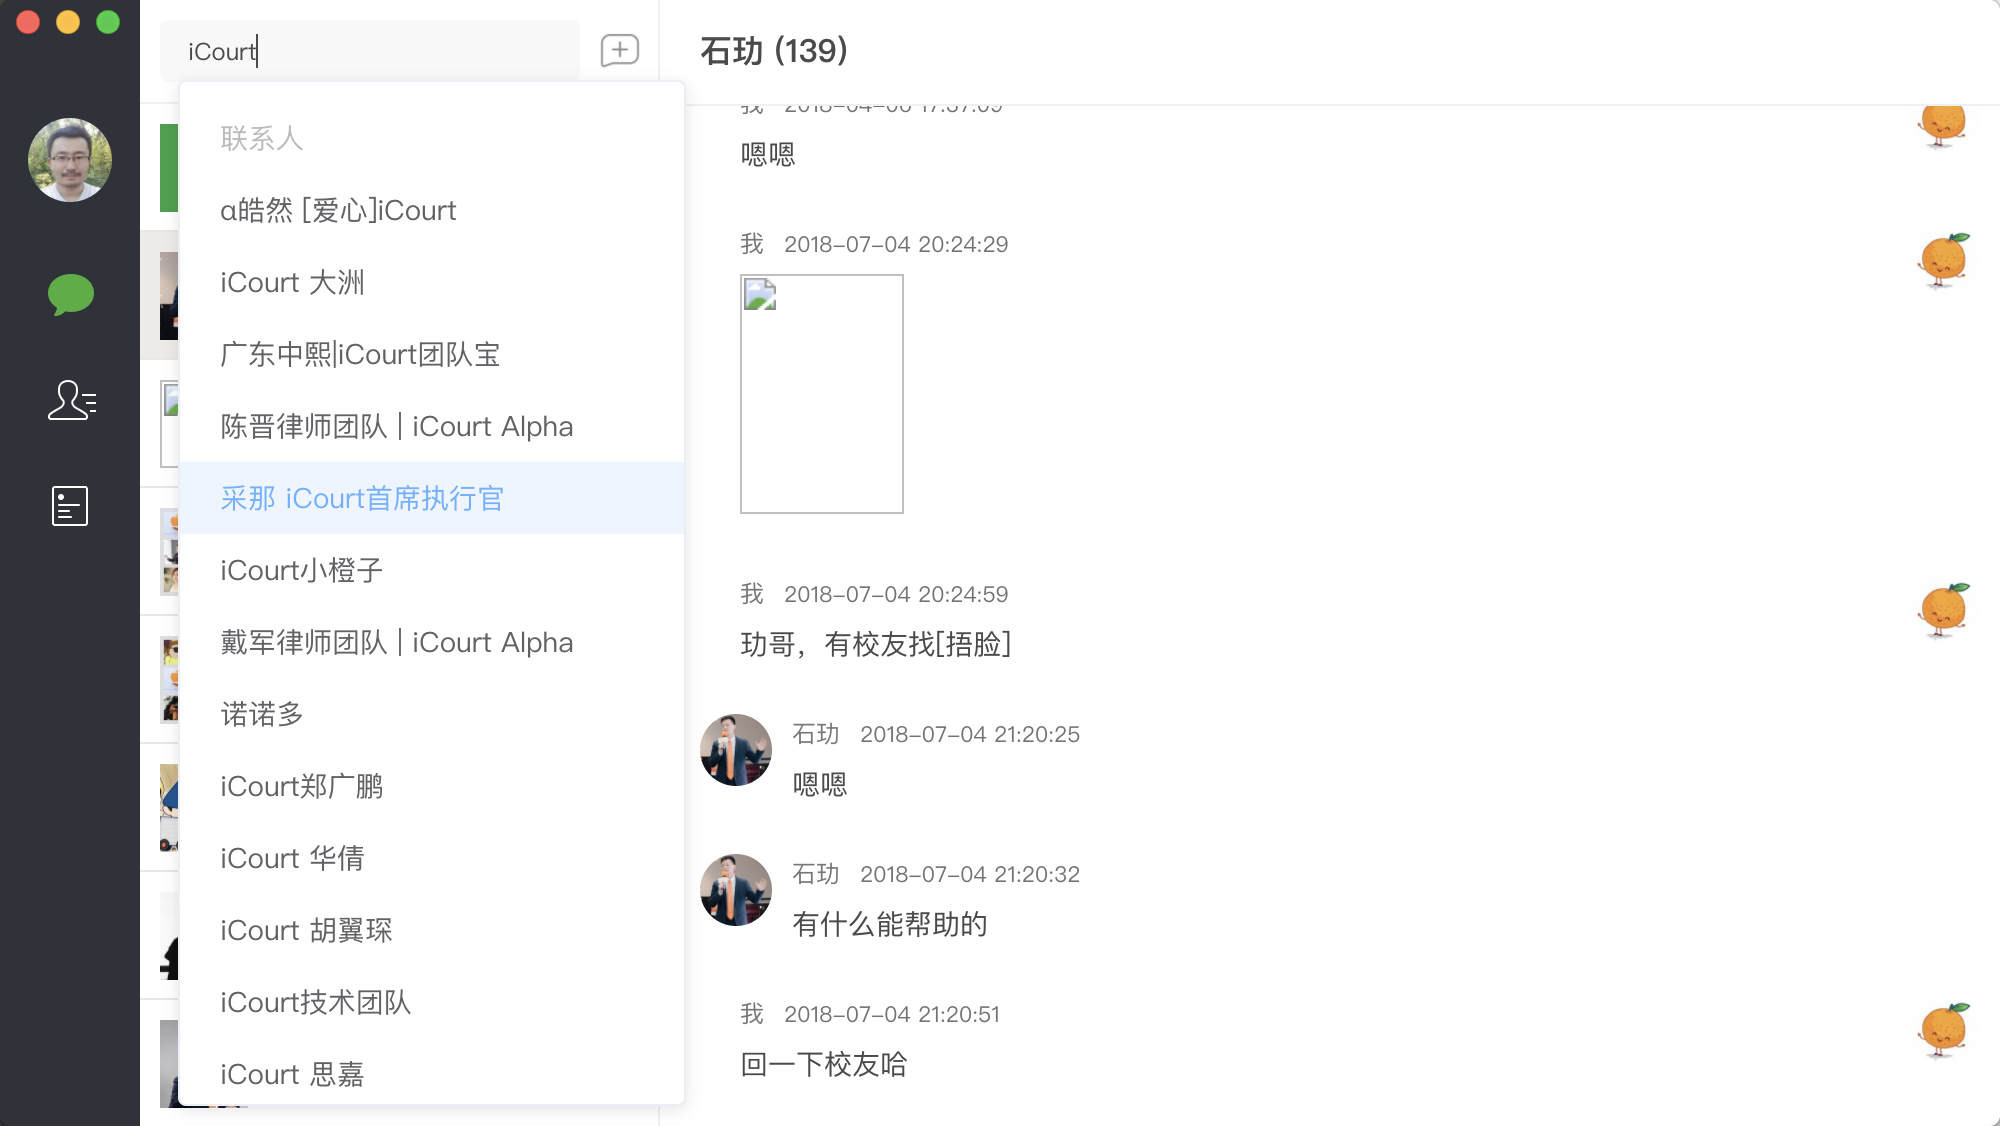 iCourt
联系人
α皓然 [爱心]iCourt
iCourt 大洲
广东中熙|iCourt团队宝
陈晋律师团队 | iCourt Alpha
采那 iCourt首席执行官
iCourt小橙子
戴军律师团队 | iCourt Alpha
诺诺多
iCourt郑广鹏
iCourt 华倩
iCourt 胡翼琛
iCourt技术团队
iCourt 思嘉
石玏 (139)
我 2018-04-06 17:37:09
嗯嗯
我 2018-07-04 20:24:29
我 2018-07-04 20:24:59
玏哥，有校友找[捂脸]
石玏 2018-07-04 21:20:25
嗯嗯
石玏 2018-07-04 21:20:32
有什么能帮助的
我 2018-07-04 21:20:51
回一下校友哈